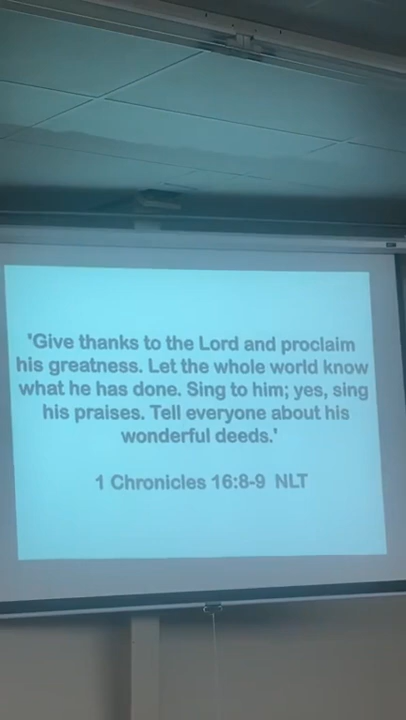 'Give thanks to the Lord and proclaim
his greatness. Let the whole world know
what he has done. Sing to him; yes, sing
his praises. Tell everyone about his
wonderful deeds.'
1 Chronicles 16:8-9 NLT